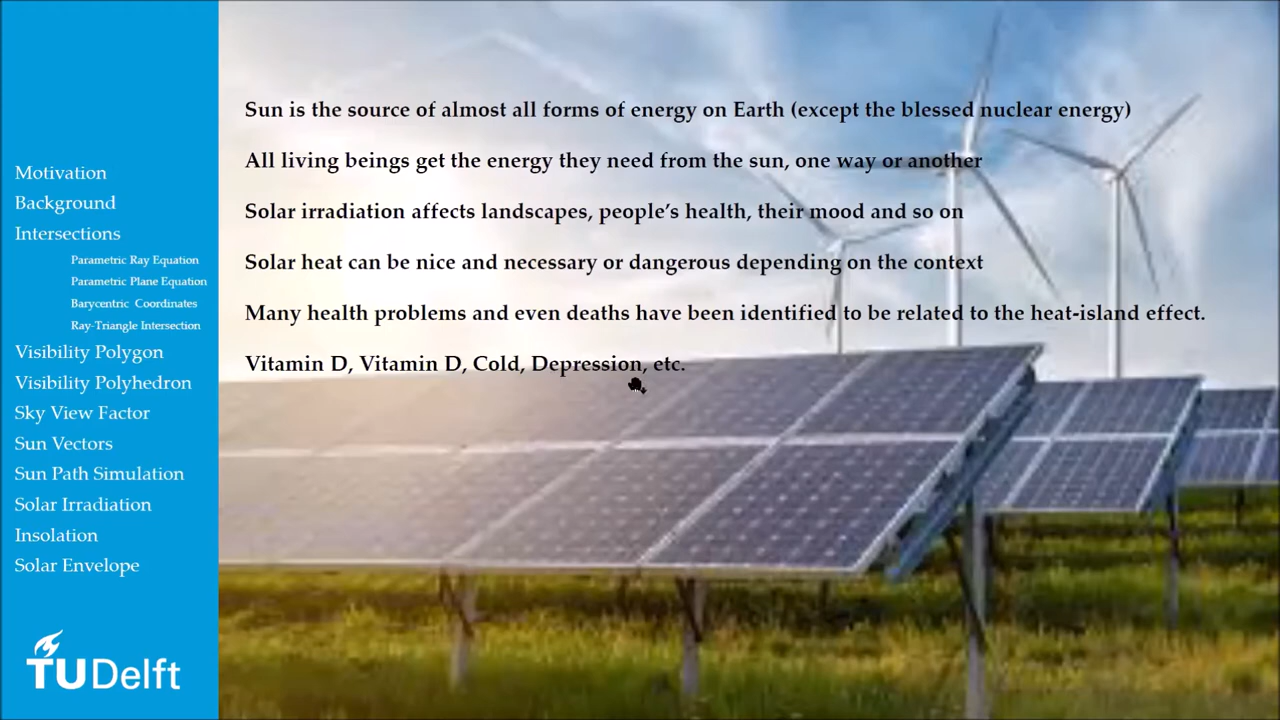 Motivation
Background
Intersections
Parametric Ray Equation
Parametric Plane Equation
Barycentric Coordinates
Ray-Triangle Intersection
Visibility Polygon
Visibility Polyhedron
Sky View Factor
Sun Vectors
Sun Path Simulation
Solar Irradiation
Insolation
Solar Envelope
TUDelft
Sun is the source of almost all forms of energy on Earth (except the blessed nuclear energy)
All living beings get the energy they need from the sun, one way or another
Solar irradiation affects landscapes, people’s health, their mood and so on
Solar heat can be nice and necessary or dangerous depending on the context
Many health problems and even deaths have been identified to be related to the heat-island effect.
Vitamin D, Vitamin D, Cold, Depression, etc.